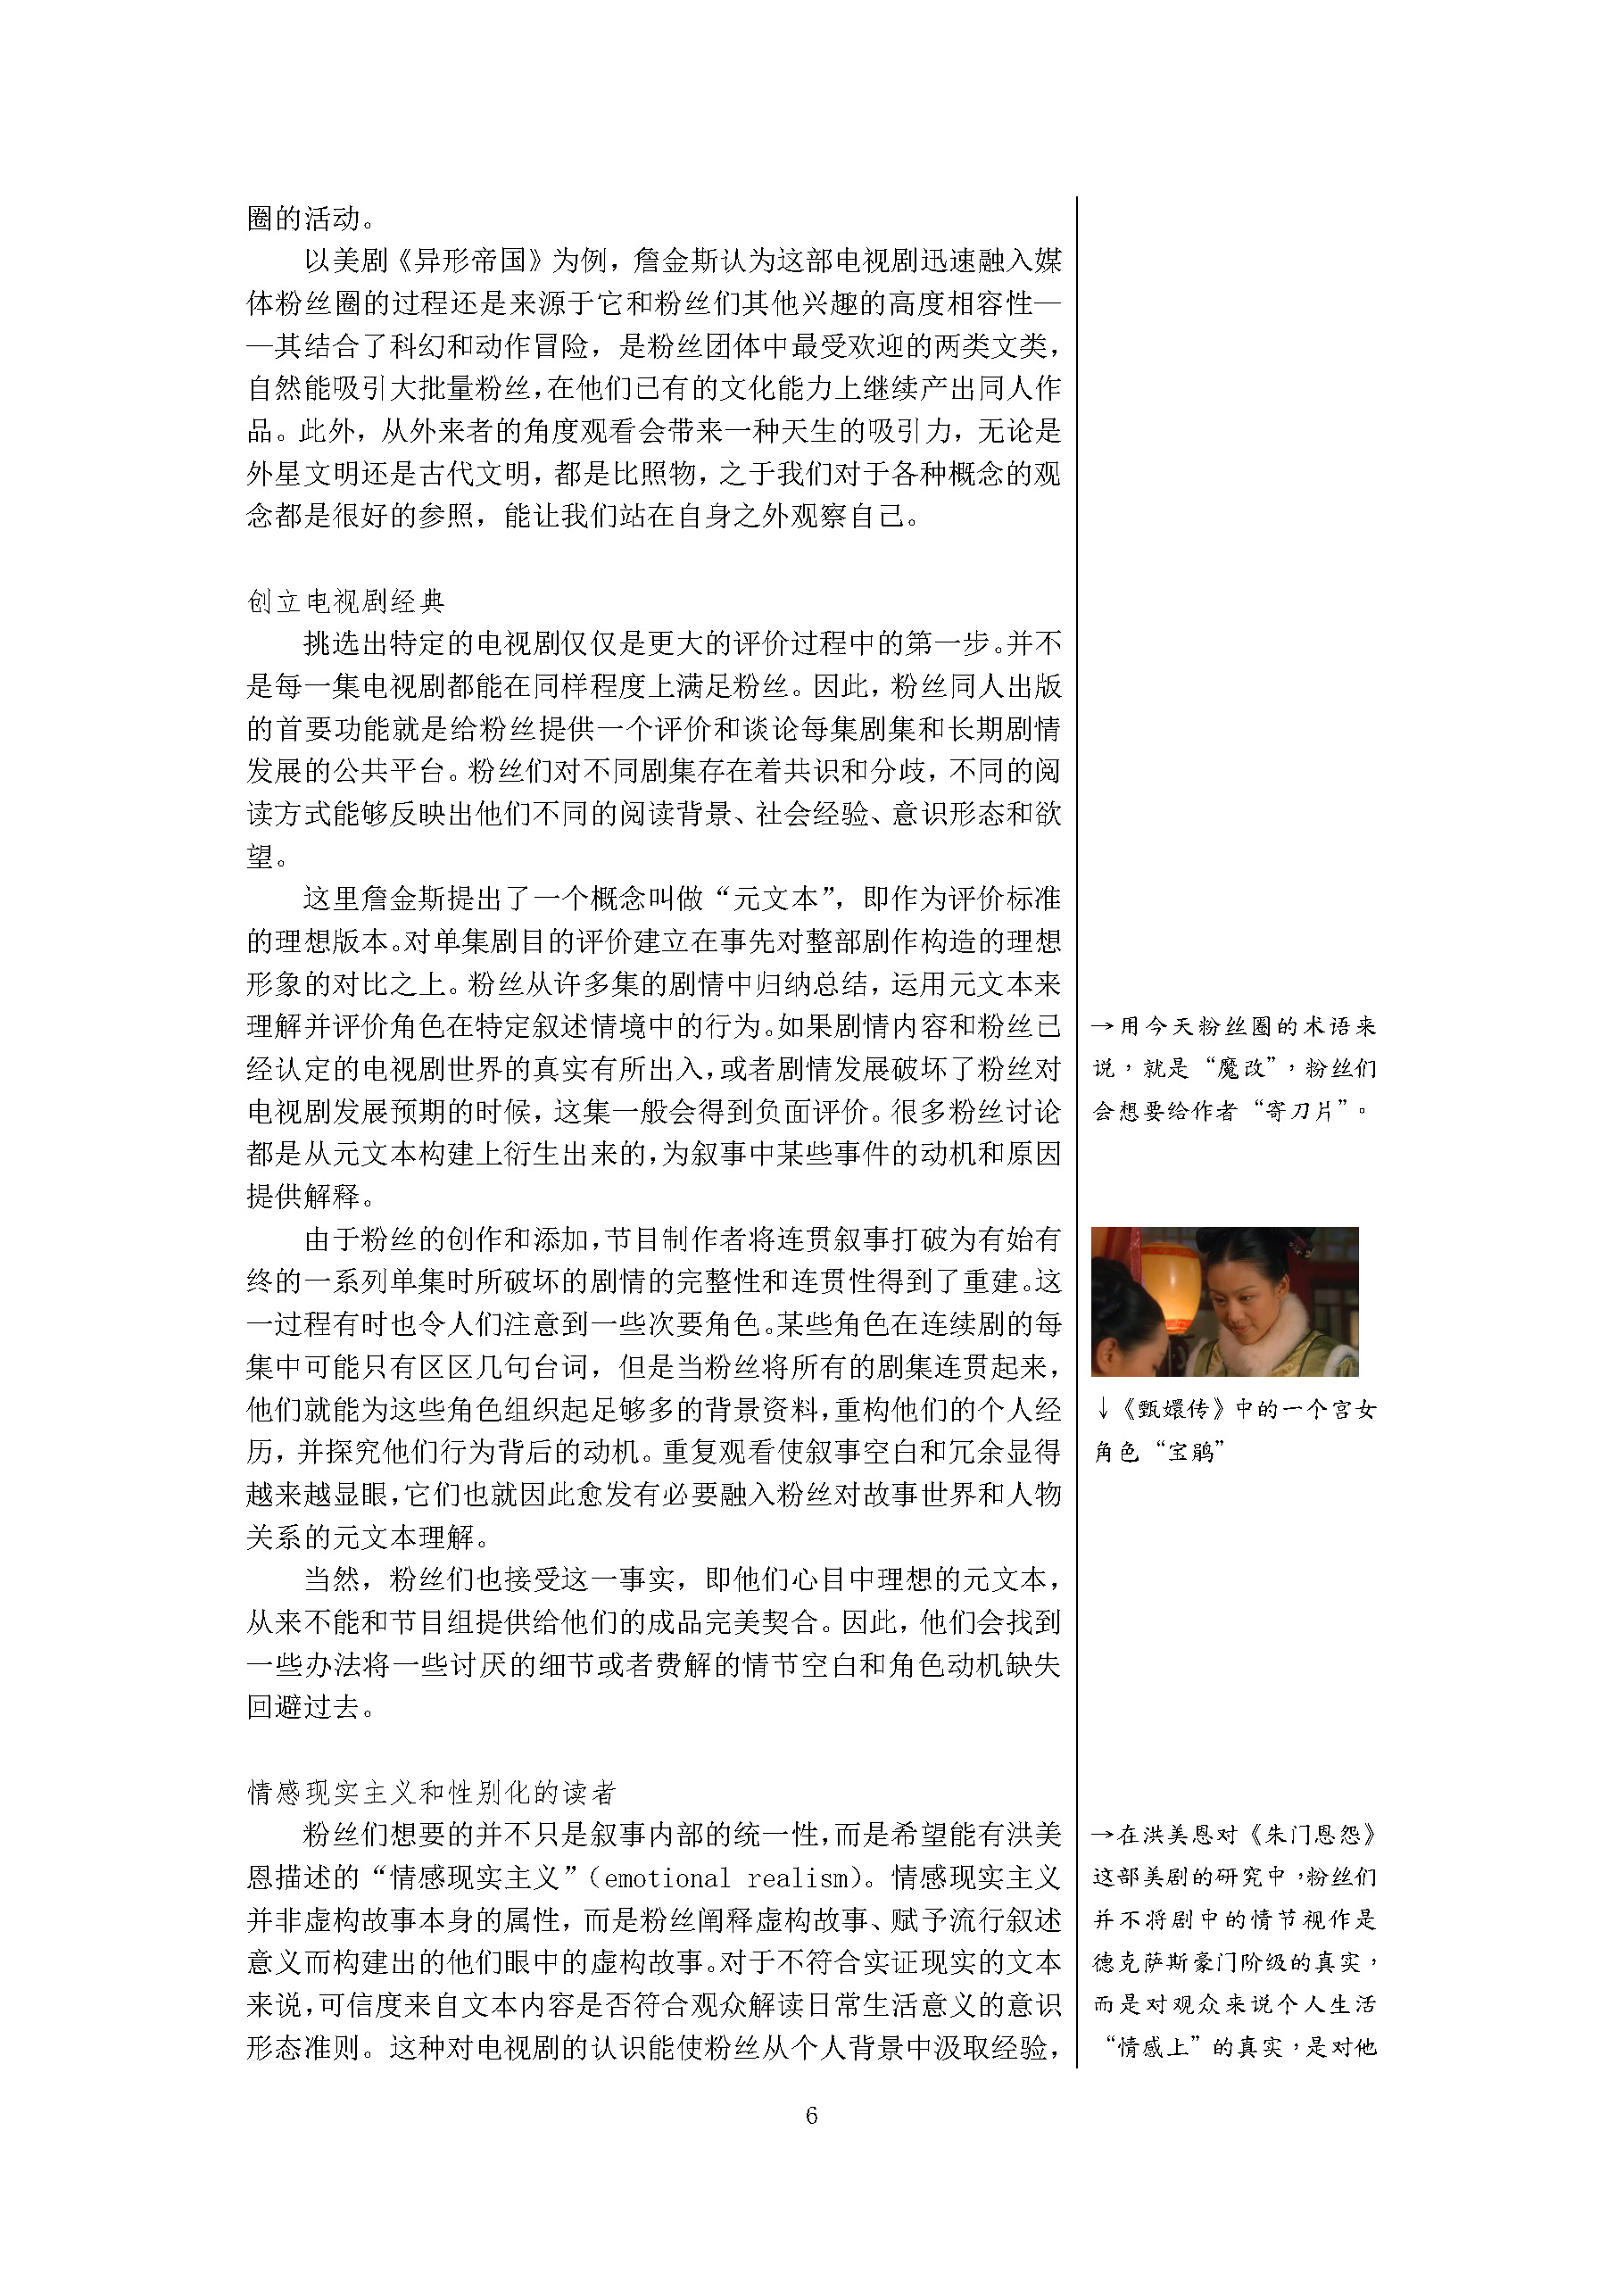 圈的活动。
以美剧《异形帝国》为例，詹金斯认为这部电视剧迅速融入媒
体粉丝圈的过程还是来源于它和粉丝们其他兴趣的高度相容性—
—其结合了科幻和动作冒险，是粉丝团体中最受欢迎的两类文类，
自然能吸引大批量粉丝，在他们已有的文化能力上继续产出同人作
品。此外，从外来者的角度观看会带来一种天生的吸引力，无论是
外星文明还是古代文明，都是比照物，之于我们对于各种概念的观
念都是很好的参照，能让我们站在自身之外观察自己。
创立电视剧经典
挑选出特定的电视剧仅仅是更大的评价过程中的第一步。并不
是每一集电视剧都能在同样程度上满足粉丝。因此，粉丝同人出版
的首要功能就是给粉丝提供一个评价和谈论每集剧集和长期剧情
发展的公共平台。粉丝们对不同剧集存在着共识和分歧，不同的阅
读方式能够反映出他们不同的阅读背景、社会经验、意识形态和欲
望。
这里詹金斯提出了一个概念叫做“元文本”，即作为评价标准
的理想版本。对单集剧目的评价建立在事先对整部剧作构造的理想
形象的对比之上。粉丝从许多集的剧情中归纳总结，运用元文本来
理解并评价角色在特定叙述情境中的行为。如果剧情内容和粉丝已
经认定的电视剧世界的真实有所出入，或者剧情发展破坏了粉丝对
电视剧发展预期的时候，这集一般会得到负面评价。很多粉丝讨论
都是从元文本构建上衍生出来的，为叙事中某些事件的动机和原因
提供解释。
由于粉丝的创作和添加，节目制作者将连贯叙事打破为有始有
终的一系列单集时所破坏的剧情的完整性和连贯性得到了重建。这
一过程有时也令人们注意到一些次要角色。某些角色在连续剧的每
集中可能只有区区几句台词，但是当粉丝将所有的剧集连贯起来，
他们就能为这些角色组织起足够多的背景资料，重构他们的个人经
历，并探究他们行为背后的动机。重复观看使叙事空白和冗余显得
越来越显眼，它们也就因此愈发有必要融入粉丝对故事世界和人物
关系的元文本理解。
当然，粉丝们也接受这一事实，即他们心目中理想的元文本，
从来不能和节目组提供给他们的成品完美契合。因此，他们会找到
一些办法将一些讨厌的细节或者费解的情节空白和角色动机缺失
回避过去。
情感现实主义和性别化的读者
粉丝们想要的并不只是叙事内部的统一性，而是希望能有洪美
恩描述的“情感现实主义”（emotional realism）。情感现实主义
并非虚构故事本身的属性，而是粉丝阐释虚构故事、赋予流行叙述
意义而构建出的他们眼中的虚构故事。对于不符合实证现实的文本
来说，可信度来自文本内容是否符合观众解读日常生活意义的意识
形态准则。这种对电视剧的认识能使粉丝从个人背景中汲取经验，
→用今天粉丝圈的术语来
说，就是“魔改”，粉丝们
会想要给作者“寄刀片”。
↓《甄嬛传》中的一个宫女
角色“宝鹃”
→在洪美恩对《朱门恩怨》
这部美剧的研究中，粉丝们
并不将剧中的情节视作是
德克萨斯豪门阶级的真实，
而是对观众来说个人生活
“情感上”的真实，是对他
6